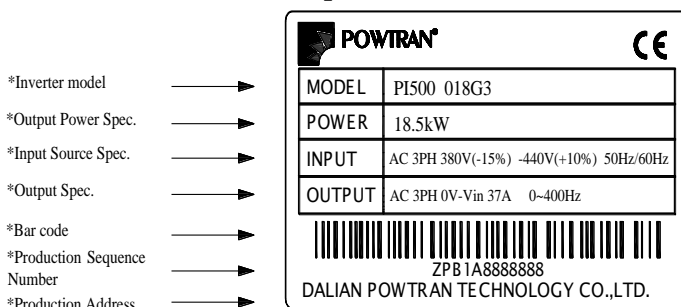 POWTRAN®
CE
*Inverter model
MODEL PI500 018G3
*Output Power Spec.
POWER 18.5kW
*Input Source Spec.
INPUT AC 3PH 380V(-15%) -440V(+10%) 50Hz/60Hz
*Output Spec.
OUTPUT AC 3PH 0V-Vin 37A 0~400Hz
*Bar code
*Production Sequence
Number
ZPB1A8888888
*Production Address
DALIAN POWTRAN TECHNOLOGY CO.,LTD.